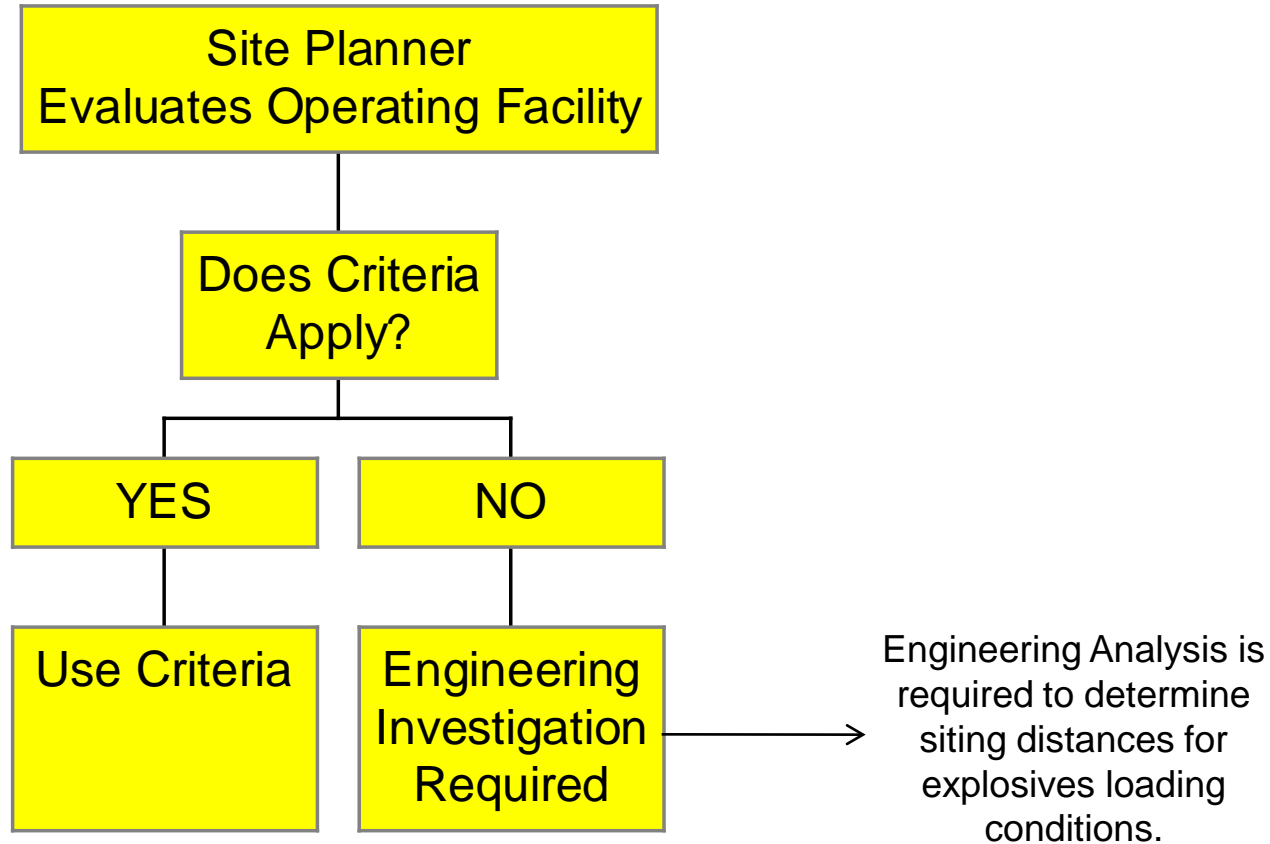 Site Planner
Evaluates Operating Facility
Does Criteria
Apply?
YES
NO
Use Criteria
Engineering
Investigation
Required
Engineering Analysis is
required to determine
siting distances for
explosives loading
conditions.